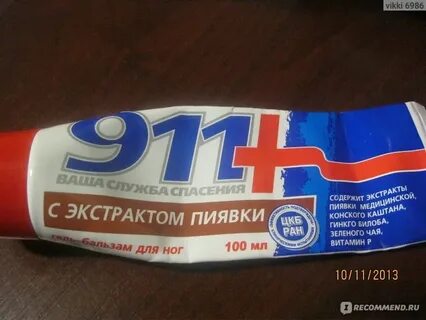 vikki 6986
911+
ВАША СЛУЖБА СПАСЕНИЯ
С ЭКСТРАКТОМ ПИЯВКИ
гель-бальзам для ног 100 мл
ЦКБ
РАН
СОДЕРЖИТ ЭКСТРАКТЫ
ПИЯВКИ МЕДИЦИНСКОЙ,
КОНСКОГО КАШТАНА,
ГИНКГО БИЛОБА,
ЗЕЛЕНОГО ЧАЯ,
ВИТАМИН Р
10/11/2013
IRECOMMEND.RU